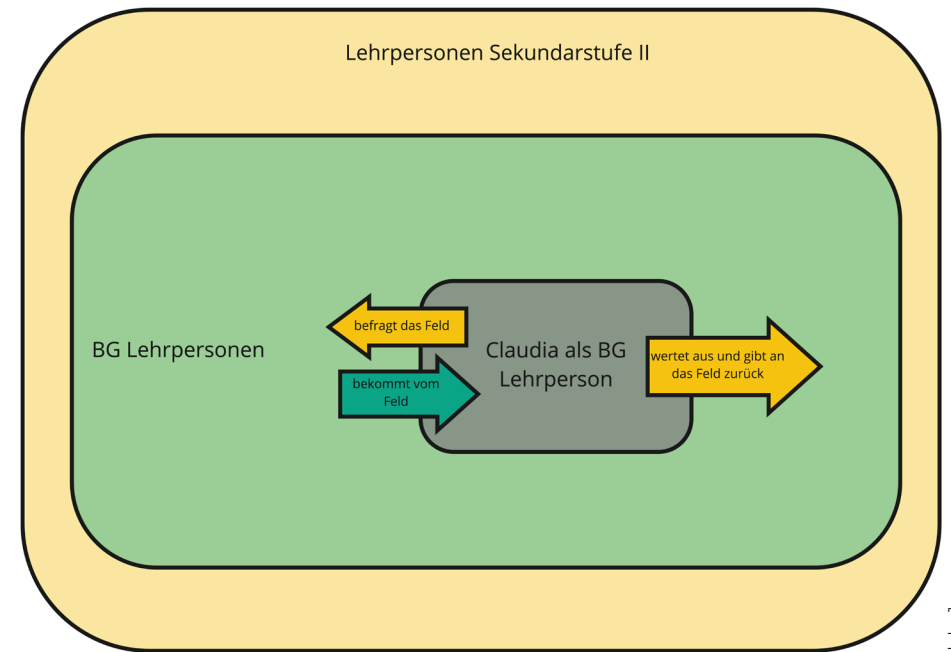 Lehrpersonen Sekundarstufe II
befragt das Feld
BG Lehrpersonen
Claudia als BG
Lehrperson
wertet aus und gibt an
das Feld zurück
bekommt vom
Feld